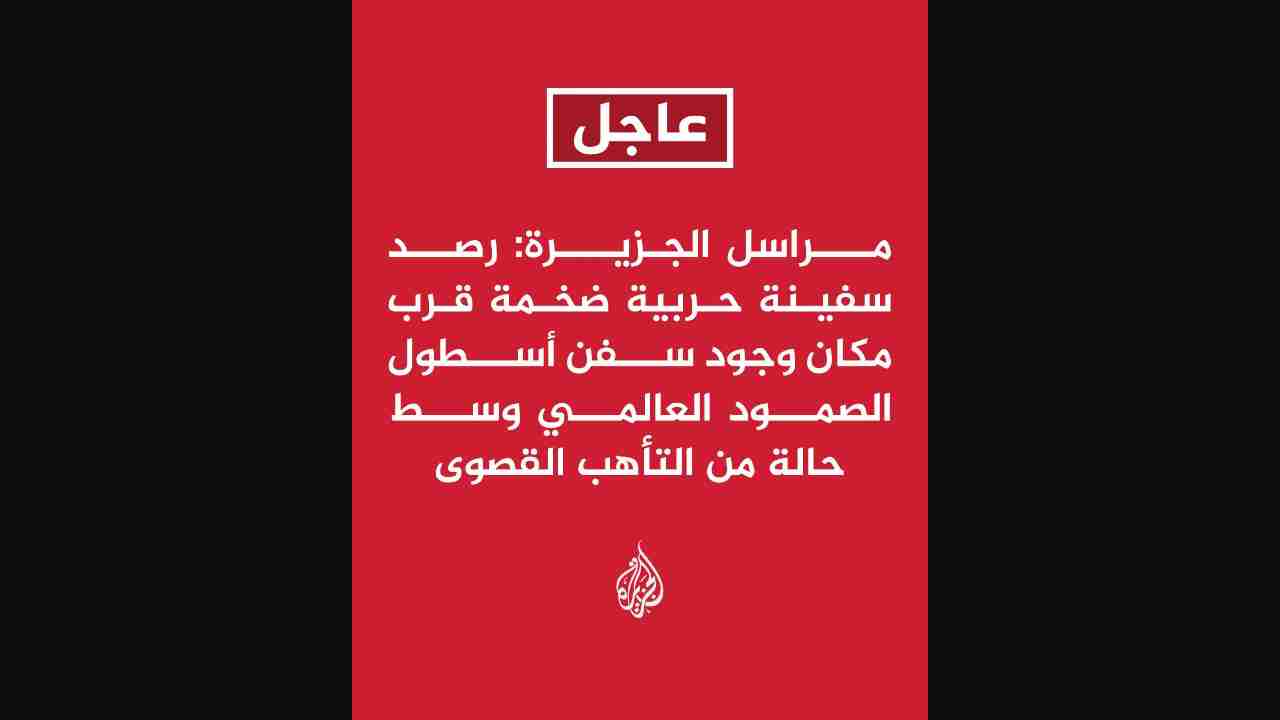 عاجل
مراسل الجزيرة: رصد
سفينة حربية ضخمة قرب
مكان وجود سفن أسطول
الصمود العالمي وسط
حالة من التأهب القصوى
الجزيرة